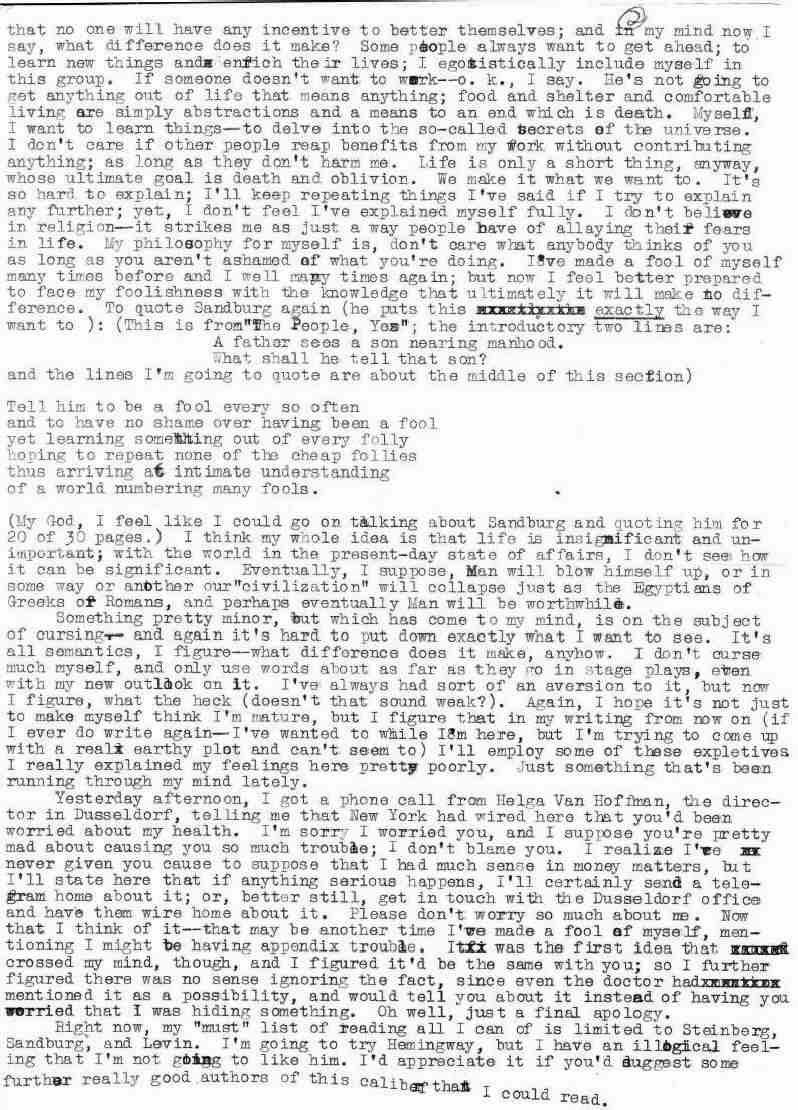 2
that no one will have any incentive to better themselves; and in my mind now I
say, what difference does it make?  Some people always want to get ahead; to
learn new things and enrich their lives; I egotistically include myself in
this group.  If someone doesn't want to work--o. k., I say.  He's not going to
get anything out of life that means anything; food and shelter and comfortable
living are simply abstractions and a means to an end which is death.  Myself,
I want to learn things--to delve into the so-called secrets of the universe.
I don't care if other people reap benefits from my work without contributing
anything; as long as they don't harm me.  Life is only a short thing, anyway,
whose ultimate goal is death and oblivion.  We make it what we want to.  It's
so hard to explain; I'll keep repeating things I've said if I try to explain
any further; yet, I don't feel I've explained myself fully.  I don't believe
in religion--it strikes me as just a way people have of allaying their fears
in life.  My philosophy for myself is, don't care what anybody thinks of you
as long as you aren't ashamed of what you're doing.  I've made a fool of myself
many times before and I well many times again; but now I feel better prepared
to face my foolishness with the knowledge that ultimately it will make no dif-
ference.  To quote Sandburg again (he puts this exactly the way I
want to ): (This is from"The People, Yes"; the introductory two lines are:
A father sees a son nearing manhood.
What shall he tell that son?
and the lines I'm going to quote are about the middle of this section)
Tell him to be a fool every so often
and to have no shame over having been a fool
yet learning something out of every folly
hoping to repeat none of the cheap follies
thus arriving at intimate understanding
of a world numbering many fools.
(My God, I feel like I could go on talking about Sandburg and quoting him for
20 of 30 pages.)  I think my whole idea is that life is insignificant and un-
important; with the world in the present-day state of affairs, I don't see how
it can be significant.  Eventually, I suppose, Man will blow himself up, or in
some way or another our"civilization" will collapse just as the Egyptians of
Greeks or Romans, and perhaps eventually Man will be worthwhile.
Something pretty minor, but which has come to my mind, is on the subject
of cursing-- and again it's hard to put down exactly what I want to see.  It's
all semantics, I figure--what difference does it make, anyhow.  I don't curse
much myself, and only use words about as far as they go in stage plays, even
with my new outlook on it.  I've always had sort of an aversion to it, but now
I figure, what the heck (doesn't that sound weak?).  Again, I hope it's not just
to make myself think I'm mature, but I figure that in my writing from now on (if
I ever do write again--I've wanted to while I'm here, but I'm trying to come up
with a real earthy plot and can't seem to) I'll employ some of these expletives
I really explained my feelings here pretty poorly.  Just something that's been
running through my mind lately.
Yesterday afternoon, I got a phone call from Helga Van Hoffman, the direc-
tor in Dusseldorf, telling me that New York had wired here that you'd been
worried about my health.  I'm sorry I worried you, and I suppose you're pretty
mad about causing you so much trouble; I don't blame you.  I realize I've
never given you cause to suppose that I had much sense in money matters, but
I'll state here that if anything serious happens, I'll certainly send a tele-
gram home about it; or, better still, get in touch with the Dusseldorf office
and have them wire home about it.  Please don't worry so much about me.  Now
that I think of it--that may be another time I've made a fool of myself, men-
tioning I might be having appendix trouble.  It was the first idea that
crossed my mind, though, and I figured it'd be the same with you; so I further
figured there was no sense ignoring the fact, since even the doctor had
mentioned it as a possibility, and would tell you about it instead of having you
worried that I was hiding something.  Oh well, just a final apology.
Right now, my "must" list of reading all I can of is limited to Steinberg,
Sandburg, and Levin.  I'm going to try Hemingway, but I have an illogical feel-
ing that I'm not going to like him. I'd appreciate it if you'd suggest some
further really good authors of this caliber that I could read.